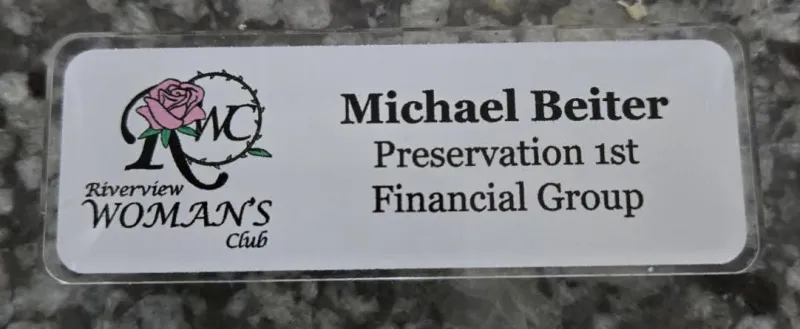 RWC
Riverview
WOMAN'S
Club
Michael Beiter
Preservation 1st
Financial Group